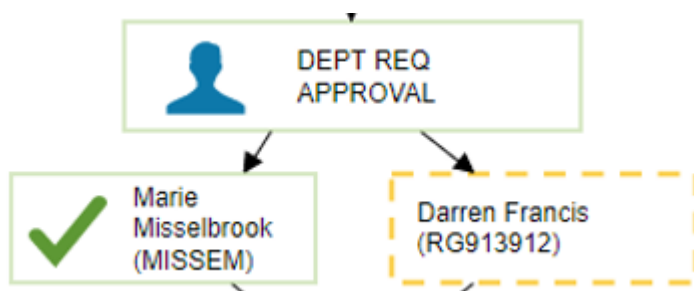 DEPT REQ
APPROVAL
Marie
Misselbrook
(MISSEM)
Darren Francis
(RG913912)